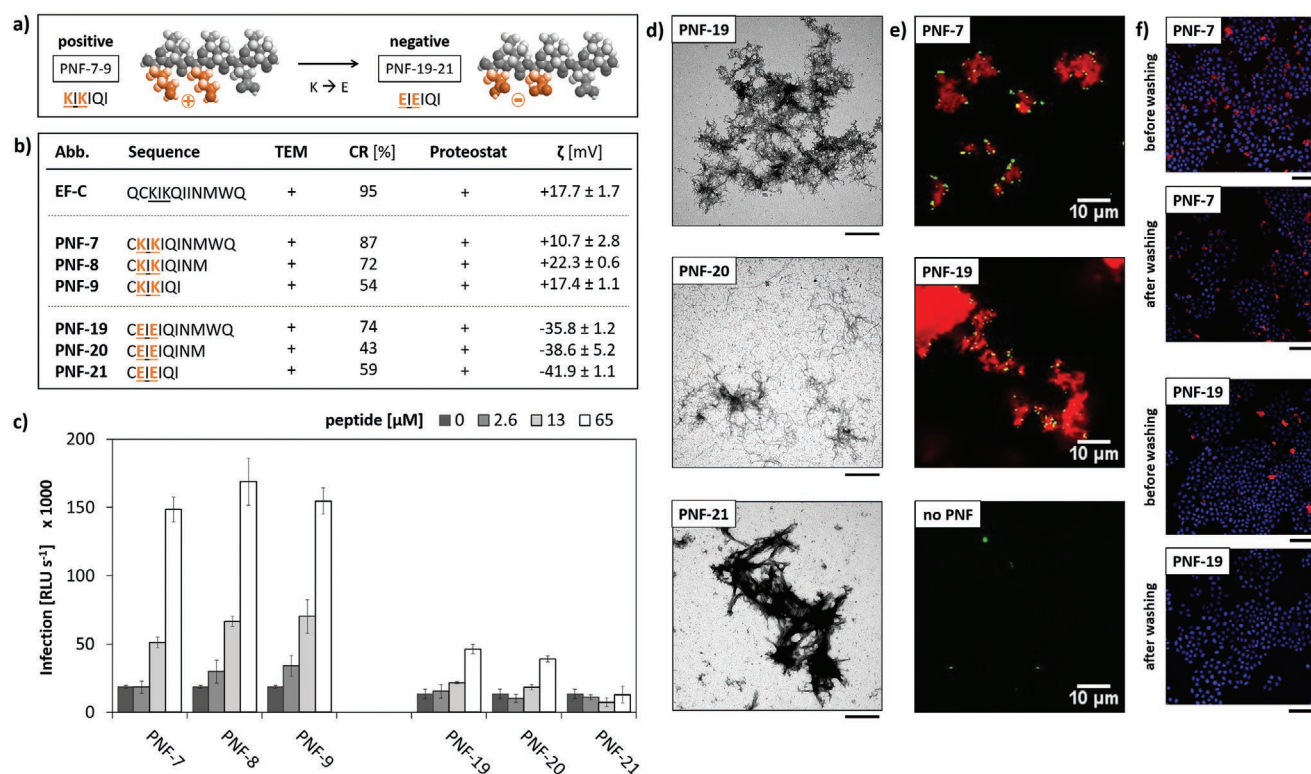 a)
positive
PNF-7-9
KIKIQI
+
K → E
negative
PNF-19-21
EIEIQI
−
b)
Abb. Sequence TEM CR [%] Proteostat ζ [mV]
EF-C QCKIKQIINMWQ + 95 + +17.7 ± 1.7
PNF-7 CKIKIQINMWQ + 87 + +10.7 ± 2.8
PNF-8 CKIKIQINM + 72 + +22.3 ± 0.6
PNF-9 CKIKIQI + 54 + +17.4 ± 1.1
PNF-19 CEIEIQINMWQ + 74 + -35.8 ± 1.2
PNF-20 CEIEIQINM + 43 + -38.6 ± 5.2
PNF-21 CEIEIQI + 59 + -41.9 ± 1.1
c)
peptide [µM] 0 2.6 13 65
Infection [RLU s⁻¹] x 1000
200
150
100
50
0
PNF-7 PNF-8 PNF-9 PNF-19 PNF-20 PNF-21
d)
PNF-19
PNF-20
PNF-21
e)
PNF-7
10 µm
PNF-19
10 µm
no PNF
10 µm
f)
PNF-7
before washing
PNF-7
after washing
PNF-19
before washing
PNF-19
after washing